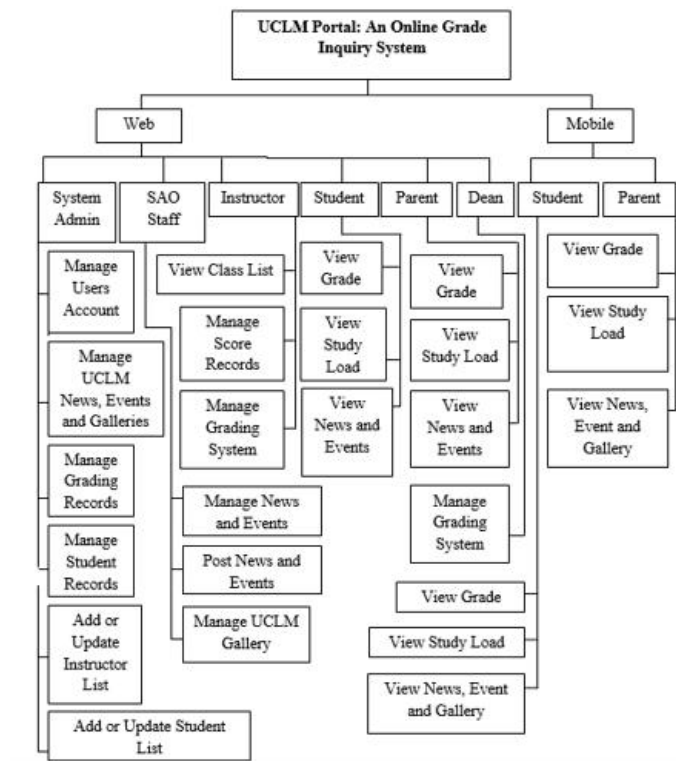 UCLM Portal: An Online Grade
Inquiry System
Web
Mobile
System
Admin
SAO
Staff
Instructor
Student
Parent
Dean
Student
Parent
Manage
Users
Account
Manage
UCLM
News, Events
and Galleries
Manage
Grading
Records
Manage
Student
Records
Add or
Update
Instructor
List
Add or Update Student
List
View Class List
Manage
Score
Records
Manage
Grading
System
Manage News
and Events
Post News and
Events
Manage UCLM
Gallery
View
Grade
View
Study
Load
View
News and
Events
View
Grade
View
Study Load
View
News and
Events
Manage
Grading
System
View Grade
View Study Load
View News, Event
and Gallery
View Grade
View Study
Load
View News,
Event and
Gallery